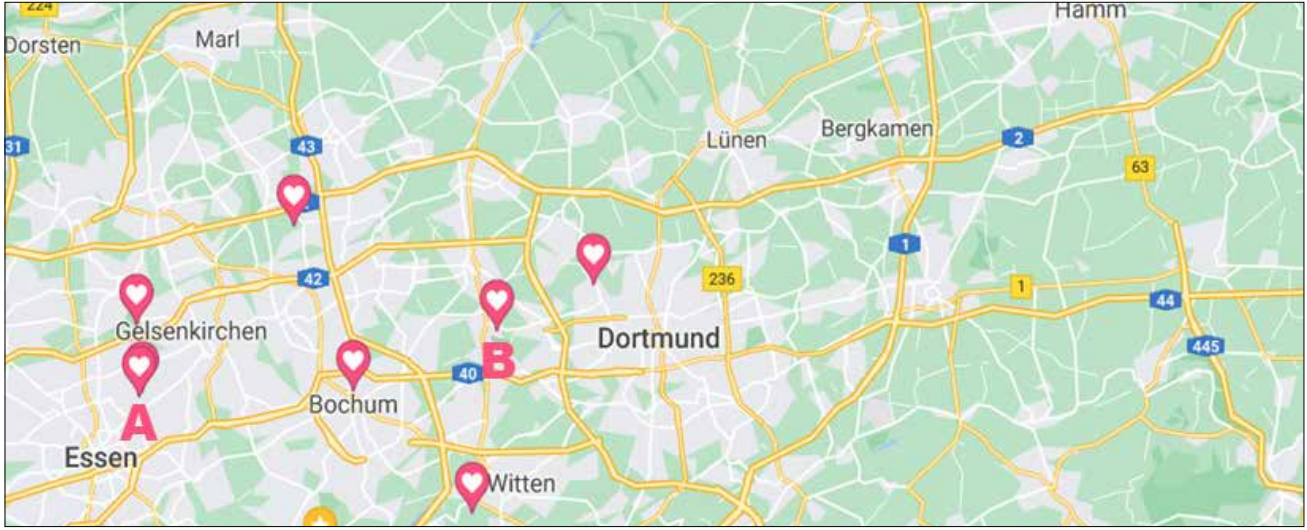 224
Hamm
Dorsten
Marl
31
43
Lünen
Bergkamen
2
63
1
42
236
1
44
Gelsenkirchen
Dortmund
445
B
40
Bochum
A
Essen
Witten